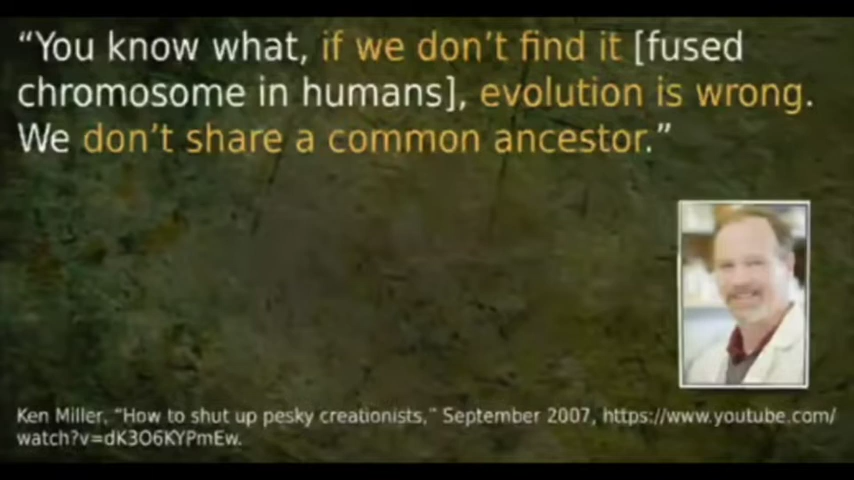 “You know what, if we don’t find it [fused
chromosome in humans], evolution is wrong.
We don’t share a common ancestor.”
Ken Miller, “How to shut up pesky creationists,” September 2007, https://www.youtube.com/
watch?v=dK3O6KYPmEw.